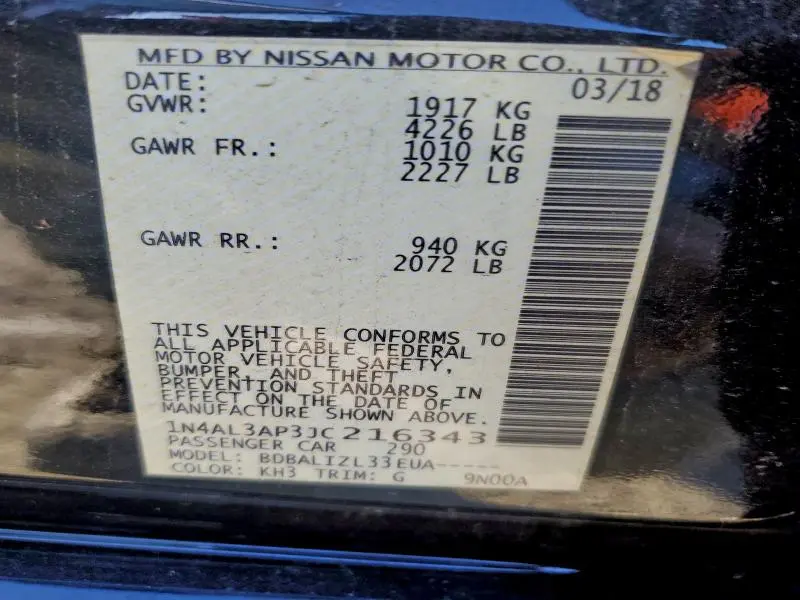 MFD BY NISSAN MOTOR CO., LTD.
DATE: 03/18
GVWR: 1917 KG
4226 LB
GAWR FR.: 1010 KG
2227 LB
GAWR RR.: 940 KG
2072 LB
THIS VEHICLE CONFORMS TO
ALL APPLICABLE FEDERAL
MOTOR VEHICLE SAFETY,
BUMPER, AND THEFT
PREVENTION STANDARDS IN
EFFECT ON THE DATE OF
MANUFACTURE SHOWN ABOVE.
1N4AL3AP3JC216343
PASSENGER CAR 290
MODEL: BDBALIZL33EUA-----
COLOR: KH3 TRIM: G 9N00A